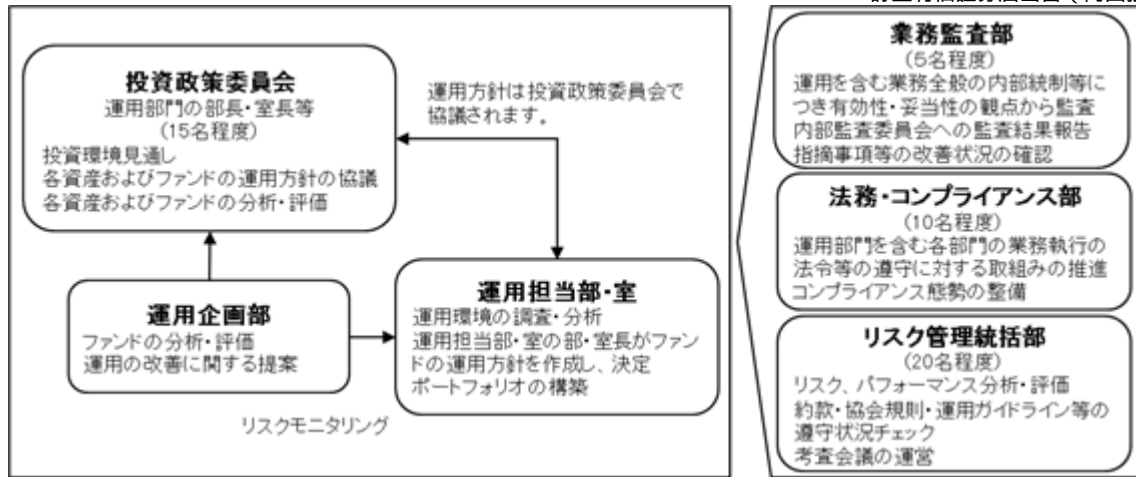 投資政策委員会
運用部門の部長・室長等
(15名程度)
投資環境見通し
各資産およびファンドの運用方針の協議
各資産およびファンドの分析・評価
運用方針は投資政策委員会で
協議されます。
運用企画部
ファンドの分析・評価
運用の改善に関する提案
運用担当部・室
運用環境の調査・分析
運用担当部・室の部・室長がファン
ドの運用方針を作成し、決定
ポートフォリオの構築
リスクモニタリング
業務監査部
(5名程度)
運用を含む業務全般の内部統制等に
つき有効性・妥当性の観点から監査
内部監査委員会への監査結果報告
指摘事項等の改善状況の確認
法務・コンプライアンス部
(10名程度)
運用部門を含む各部門の業務執行の
法令等の遵守に対する取組みの推進
コンプライアンス態勢の整備
リスク管理統括部
(20名程度)
リスク、パフォーマンス分析・評価
約款・協会規則・運用ガイドライン等の
遵守状況チェック
考査会議の運営